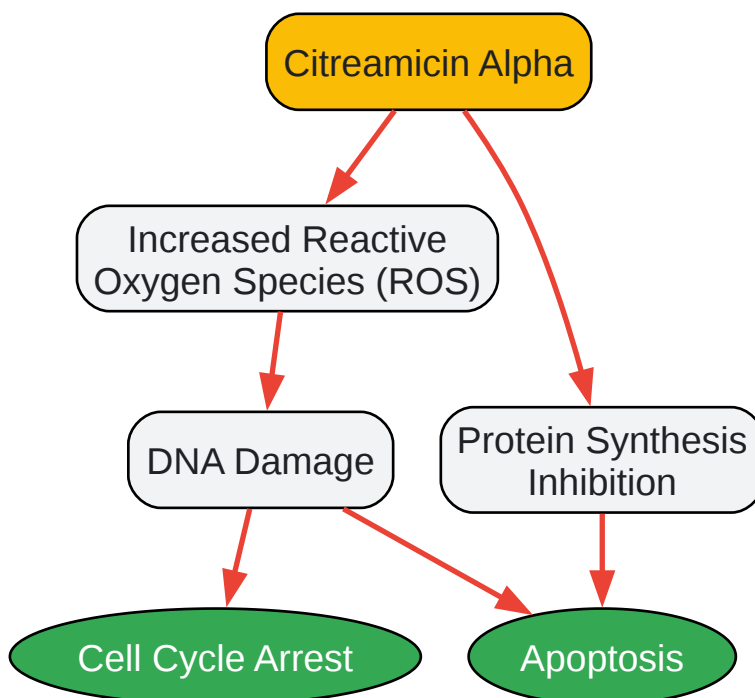 Citreamicin Alpha
Increased Reactive
Oxygen Species (ROS)
DNA Damage
Protein Synthesis
Inhibition
Cell Cycle Arrest
Apoptosis